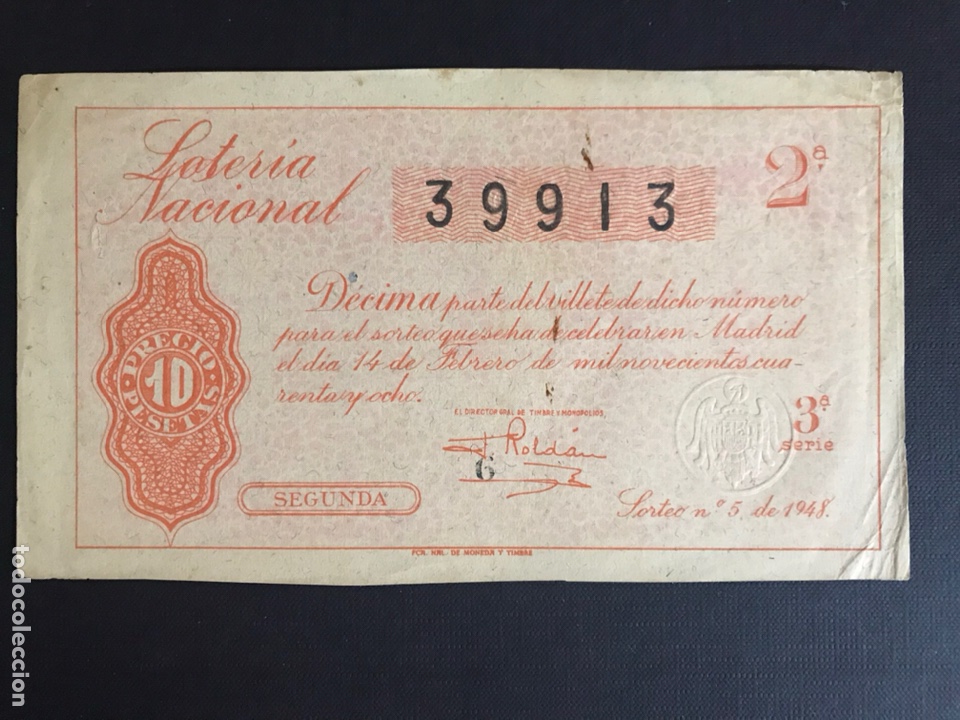 Lotería
Nacional
39913
2ª
Décima parte del villete de dicho número
para el sorteo que se ha de celebrar en Madrid
el día 14 de Febrero de mil novecientos cua-
renta y ocho.
PRECIO
10
PESETAS
EL DIRECTOR GRAL DE TIMBRE Y MONOPOLIOS,
Roldán
6
3ª
serie
SEGUNDA
Sorteo nº 5 de 1948.
FCA. NAL. DE MONEDA Y TIMBRE
todocoleccion